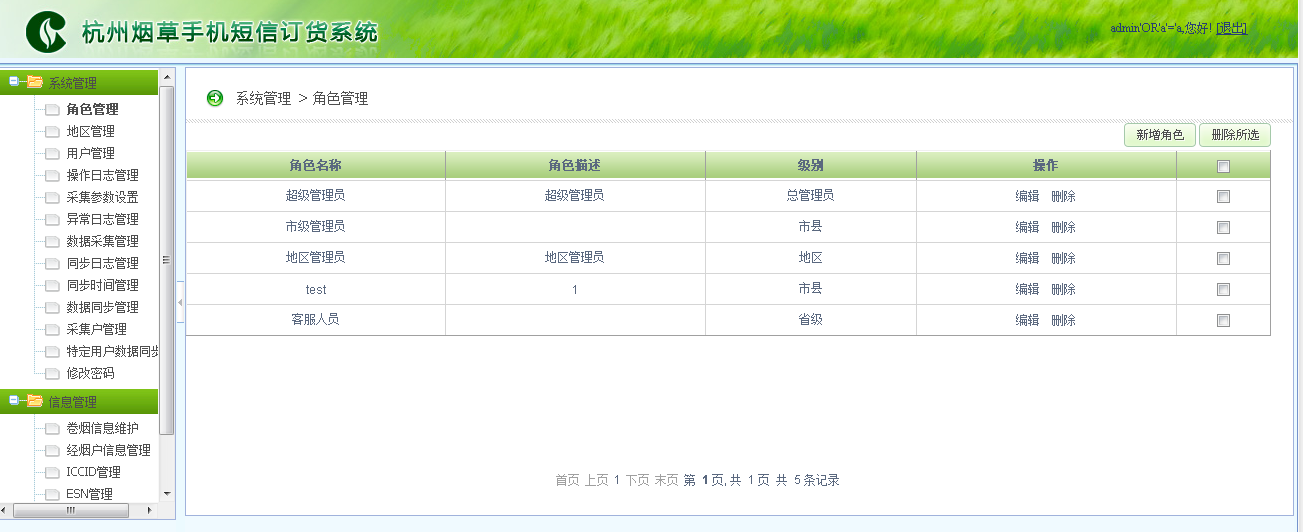 杭州烟草手机短信订货系统
admin'OR'a'='a,您好! [退出]
系统管理
角色管理
地区管理
用户管理
操作日志管理
采集参数设置
异常日志管理
数据采集管理
同步日志管理
同步时间管理
数据同步管理
采集户管理
特定用户数据同步
修改密码
信息管理
卷烟信息维护
经烟户信息管理
ICCID管理
ESN管理
系统管理 > 角色管理
新增角色 删除所选
角色名称 角色描述 级别 操作
超级管理员 超级管理员 总管理员 编辑 删除
市级管理员 市县 编辑 删除
地区管理员 地区管理员 地区 编辑 删除
test 1 市县 编辑 删除
客服人员 省级 编辑 删除
首页 上页 1 下页 末页 第 1 页, 共 1 页 共 5 条记录